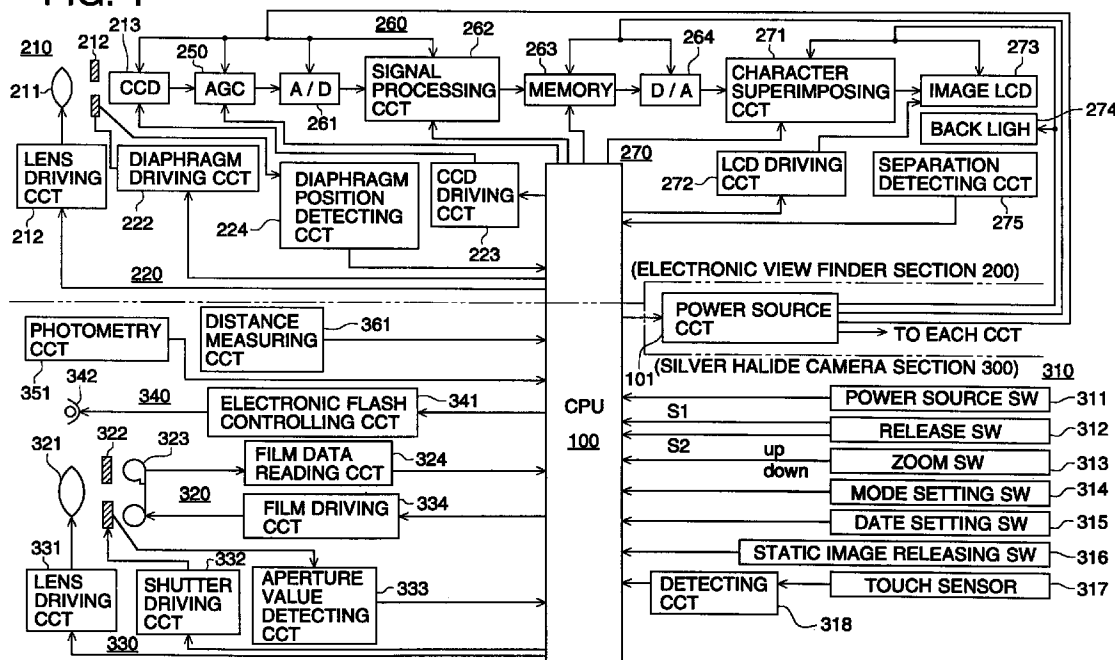 FIG. 1
210
212
213
250
260
262
263
264
271
273
211
CCD
AGC
A / D
SIGNAL
PROCESSING
CCT
MEMORY
D / A
CHARACTER
SUPERIMPOSING
CCT
IMAGE LCD
261
BACK LIGH
274
LENS
DRIVING
CCT
212
DIAPHRAGM
DRIVING CCT
222
DIAPHRAGM
POSITION
DETECTING
CCT
224
CCD
DRIVING
CCT
223
270
272
LCD DRIVING
CCT
SEPARATION
DETECTING CCT
275
220
(ELECTRONIC VIEW FINDER SECTION 200)
POWER SOURCE
CCT
TO EACH CCT
101
(SILVER HALIDE CAMERA SECTION 300)
310
PHOTOMETRY
CCT
351
DISTANCE
MEASURING
CCT
361
342
340
ELECTRONIC FLASH
CONTROLLING CCT
341
CPU
100
S1
S2
up
down
POWER SOURCE SW
311
RELEASE SW
312
ZOOM SW
313
MODE SETTING SW
314
DATE SETTING SW
315
STATIC IMAGE RELEASING SW
316
TOUCH SENSOR
317
DETECTING
CCT
318
321
322
323
FILM DATA
READING CCT
324
320
FILM DRIVING
CCT
334
331
LENS
DRIVING
CCT
332
SHUTTER
DRIVING
CCT
APERTURE
VALUE
DETECTING
CCT
333
330